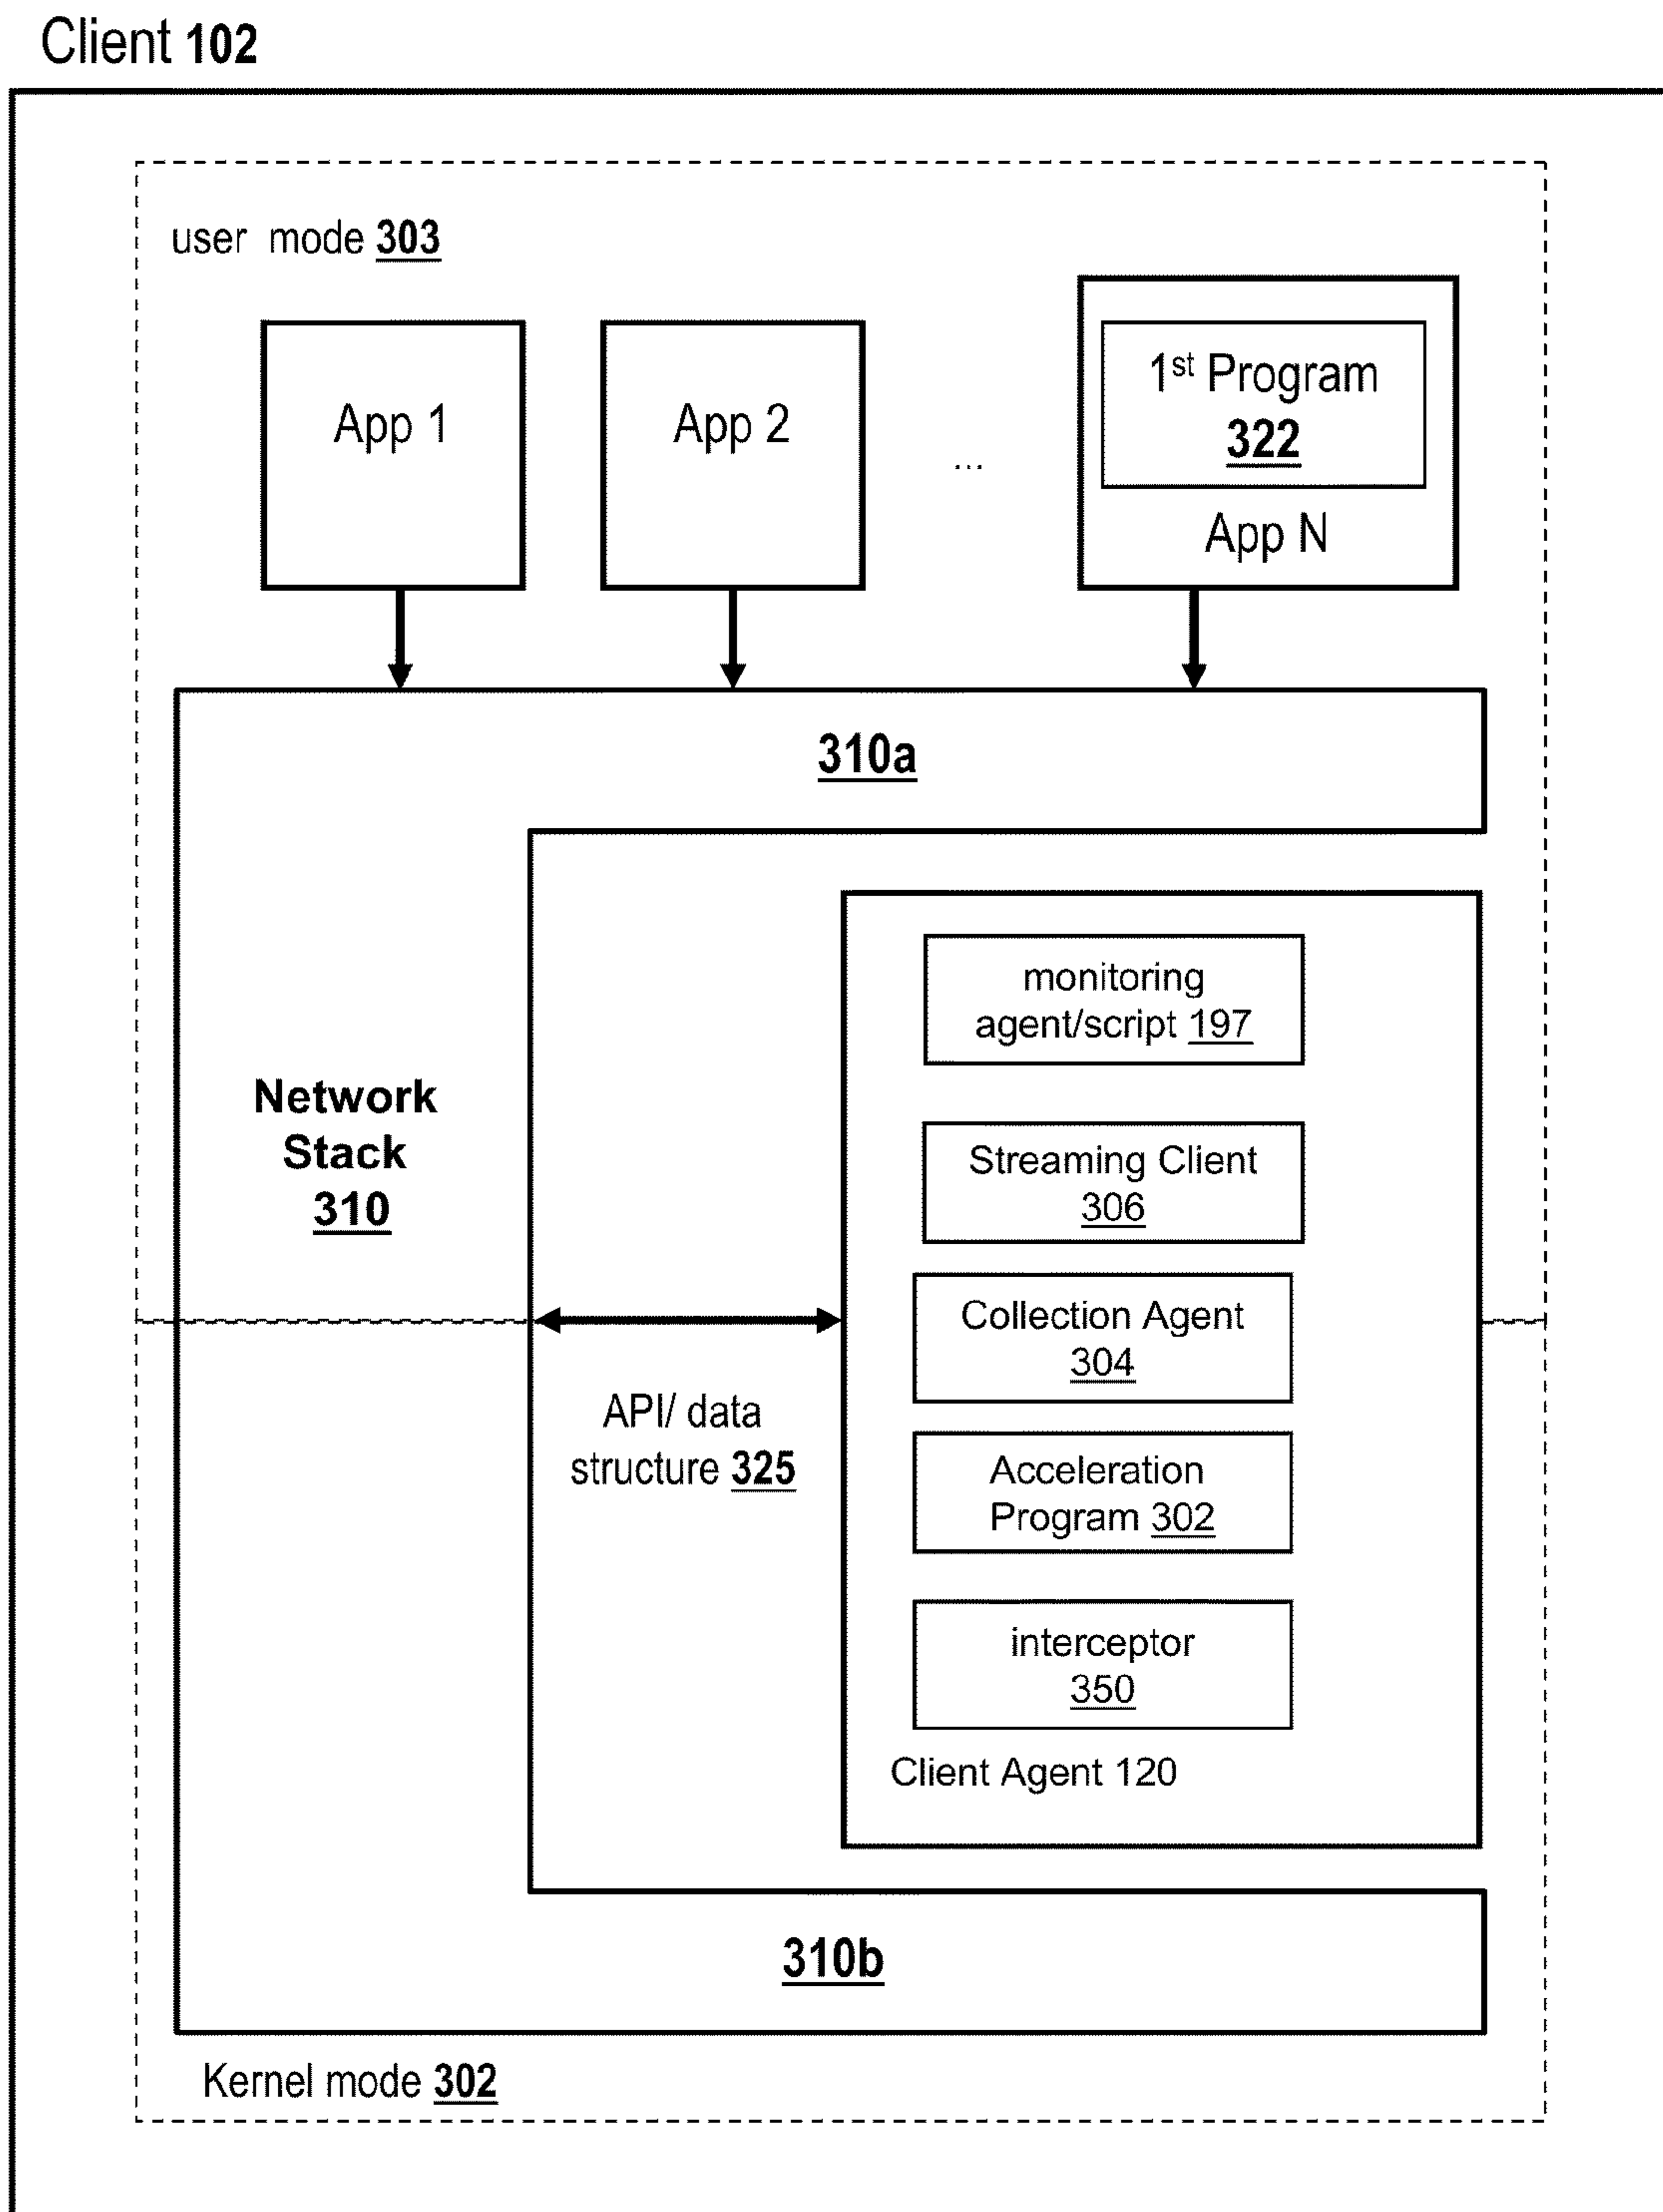 Client 102
user mode 303
App 1
App 2
...
1st Program
322
App N
310a
monitoring
agent/script 197
Network
Stack
310
Streaming Client
306
Collection Agent
304
API/ data
structure 325
Acceleration
Program 302
interceptor
350
Client Agent 120
310b
Kernel mode 302